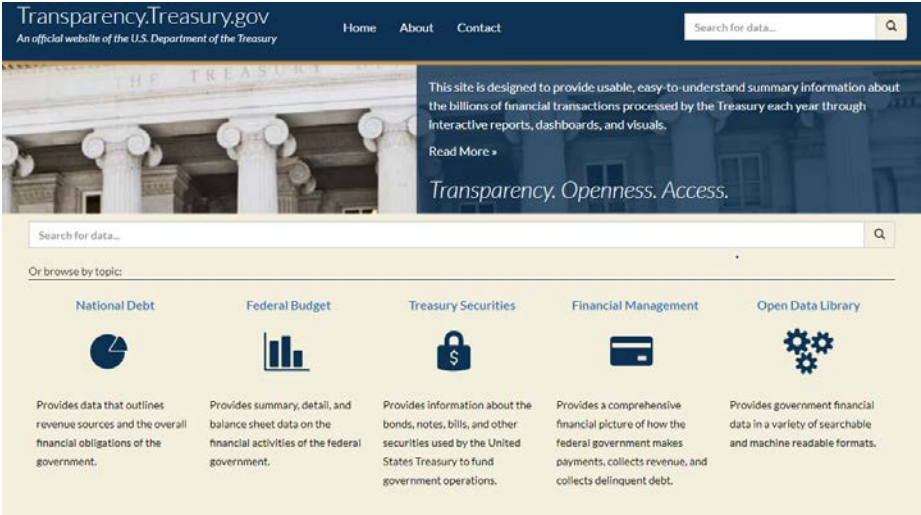 Transparency.Treasury.gov
An official website of the U.S. Department of the Treasury
Home About Contact
Search for data...
THE TREASURY
This site is designed to provide usable, easy-to-understand summary information about
the billions of financial transactions processed by the Treasury each year through
interactive reports, dashboards, and visuals.
Read More »
Transparency. Openness. Access.
Search for data...
Or browse by topic:
National Debt
Provides data that outlines
revenue sources and the overall
financial obligations of the
government.
Federal Budget
Provides summary, detail, and
balance sheet data on the
financial activities of the federal
government.
Treasury Securities
$
Provides information about the
bonds, notes, bills, and other
securities used by the United
States Treasury to fund
government operations.
Financial Management
Provides a comprehensive
financial picture of how the
federal government makes
payments, collects revenue, and
collects delinquent debt.
Open Data Library
Provides government financial
data in a variety of searchable
and machine readable formats.